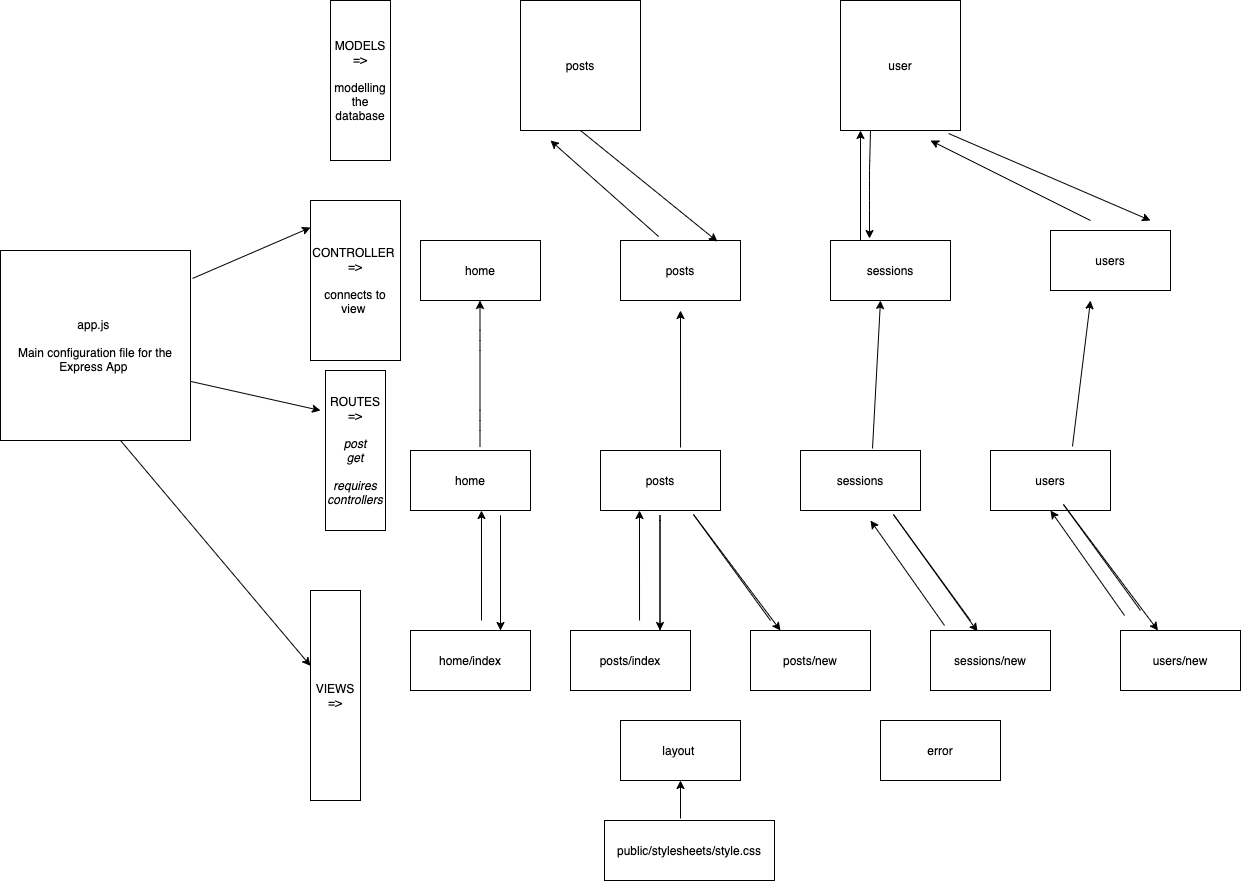 MODELS
=>
modelling
the
database
posts
user
CONTROLLER
=>
connects to
view
home
posts
sessions
users
app.js
Main configuration file for the
Express App
ROUTES
=>
post
get
requires
controllers
home
posts
sessions
users
VIEWS
=>
home/index
posts/index
posts/new
sessions/new
users/new
layout
error
public/stylesheets/style.css